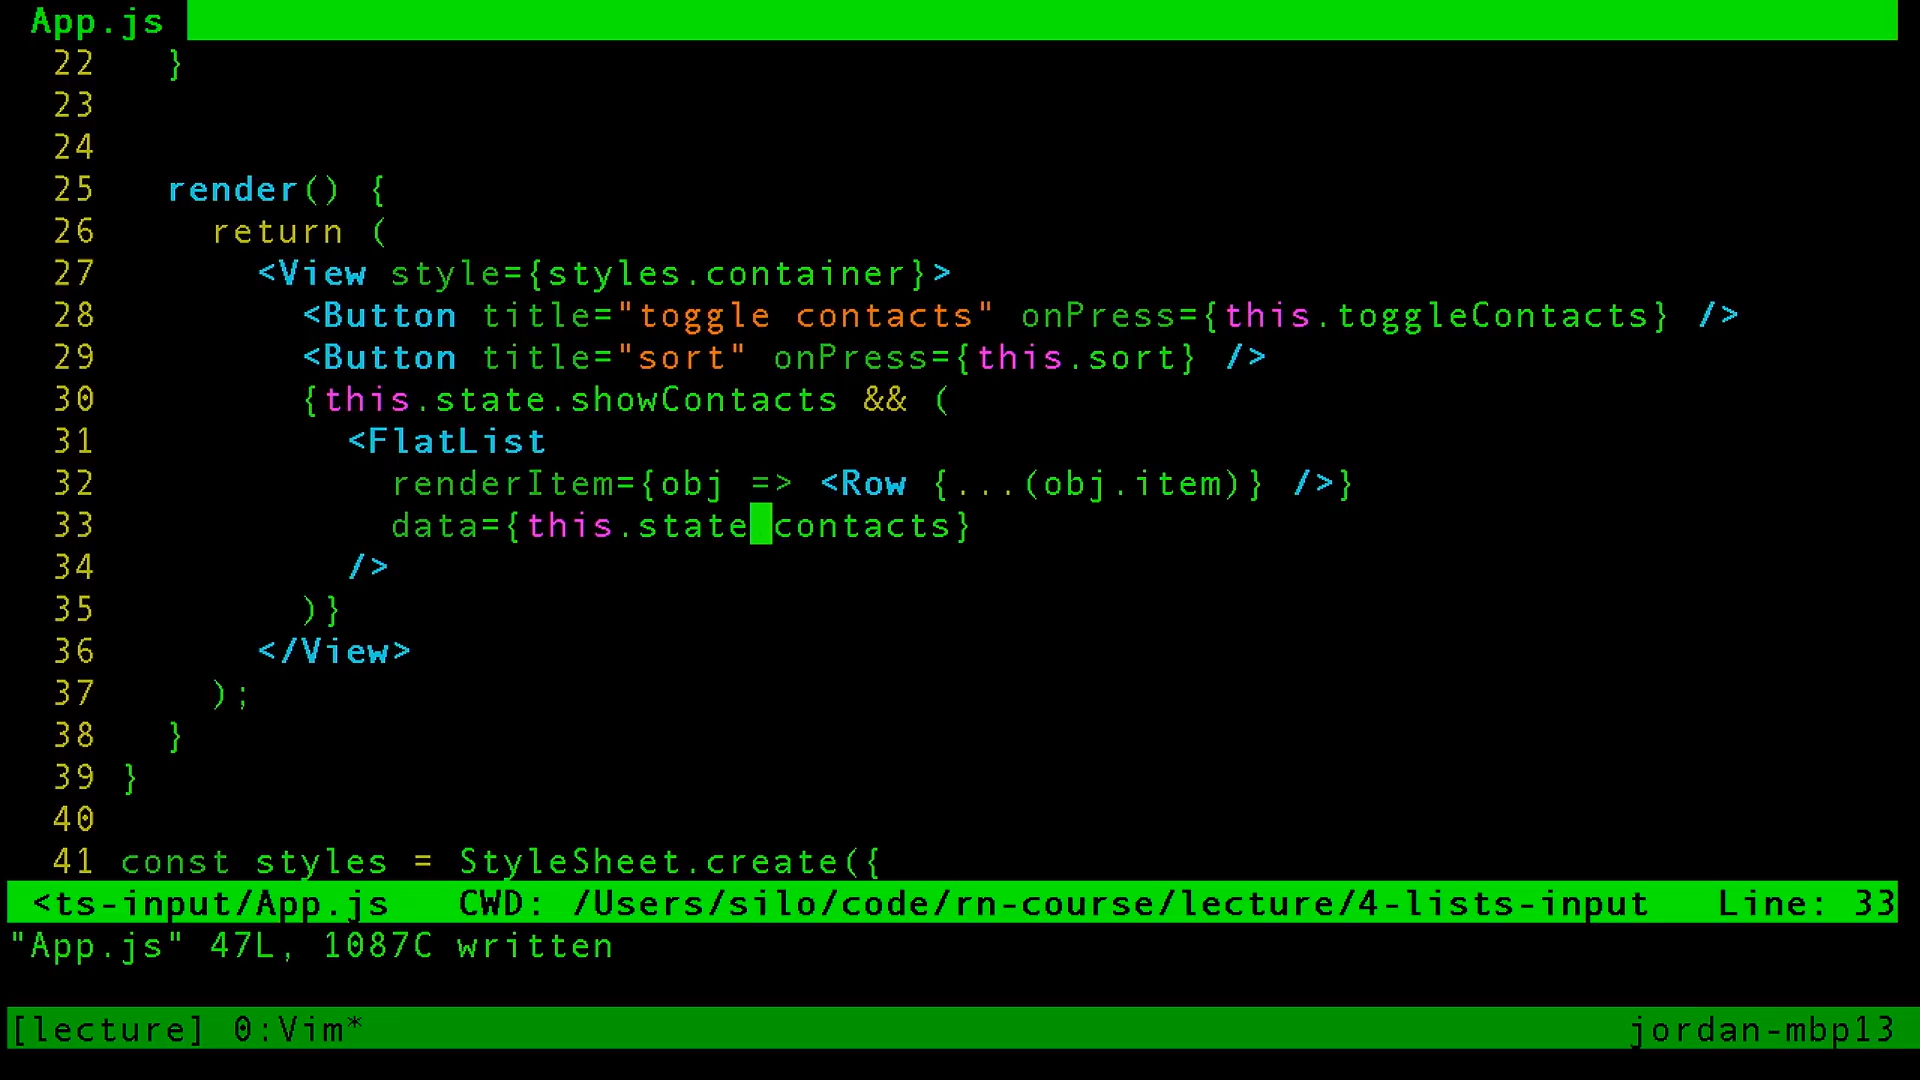 App.js
22   }
23
24
25   render() {
26     return (
27       <View style={styles.container}>
28         <Button title="toggle contacts" onPress={this.toggleContacts} />
29         <Button title="sort" onPress={this.sort} />
30         {this.state.showContacts && (
31           <FlatList
32             renderItem={obj => <Row {...(obj.item)} />}
33             data={this.state contacts}
34           />
35         )}
36       </View>
37     );
38   }
39 }
40
41 const styles = StyleSheet.create({
<ts-input/App.js   CWD: /Users/silo/code/rn-course/lecture/4-lists-input   Line: 33
"App.js" 47L, 1087C written
[lecture] 0:Vim* jordan-mbp13